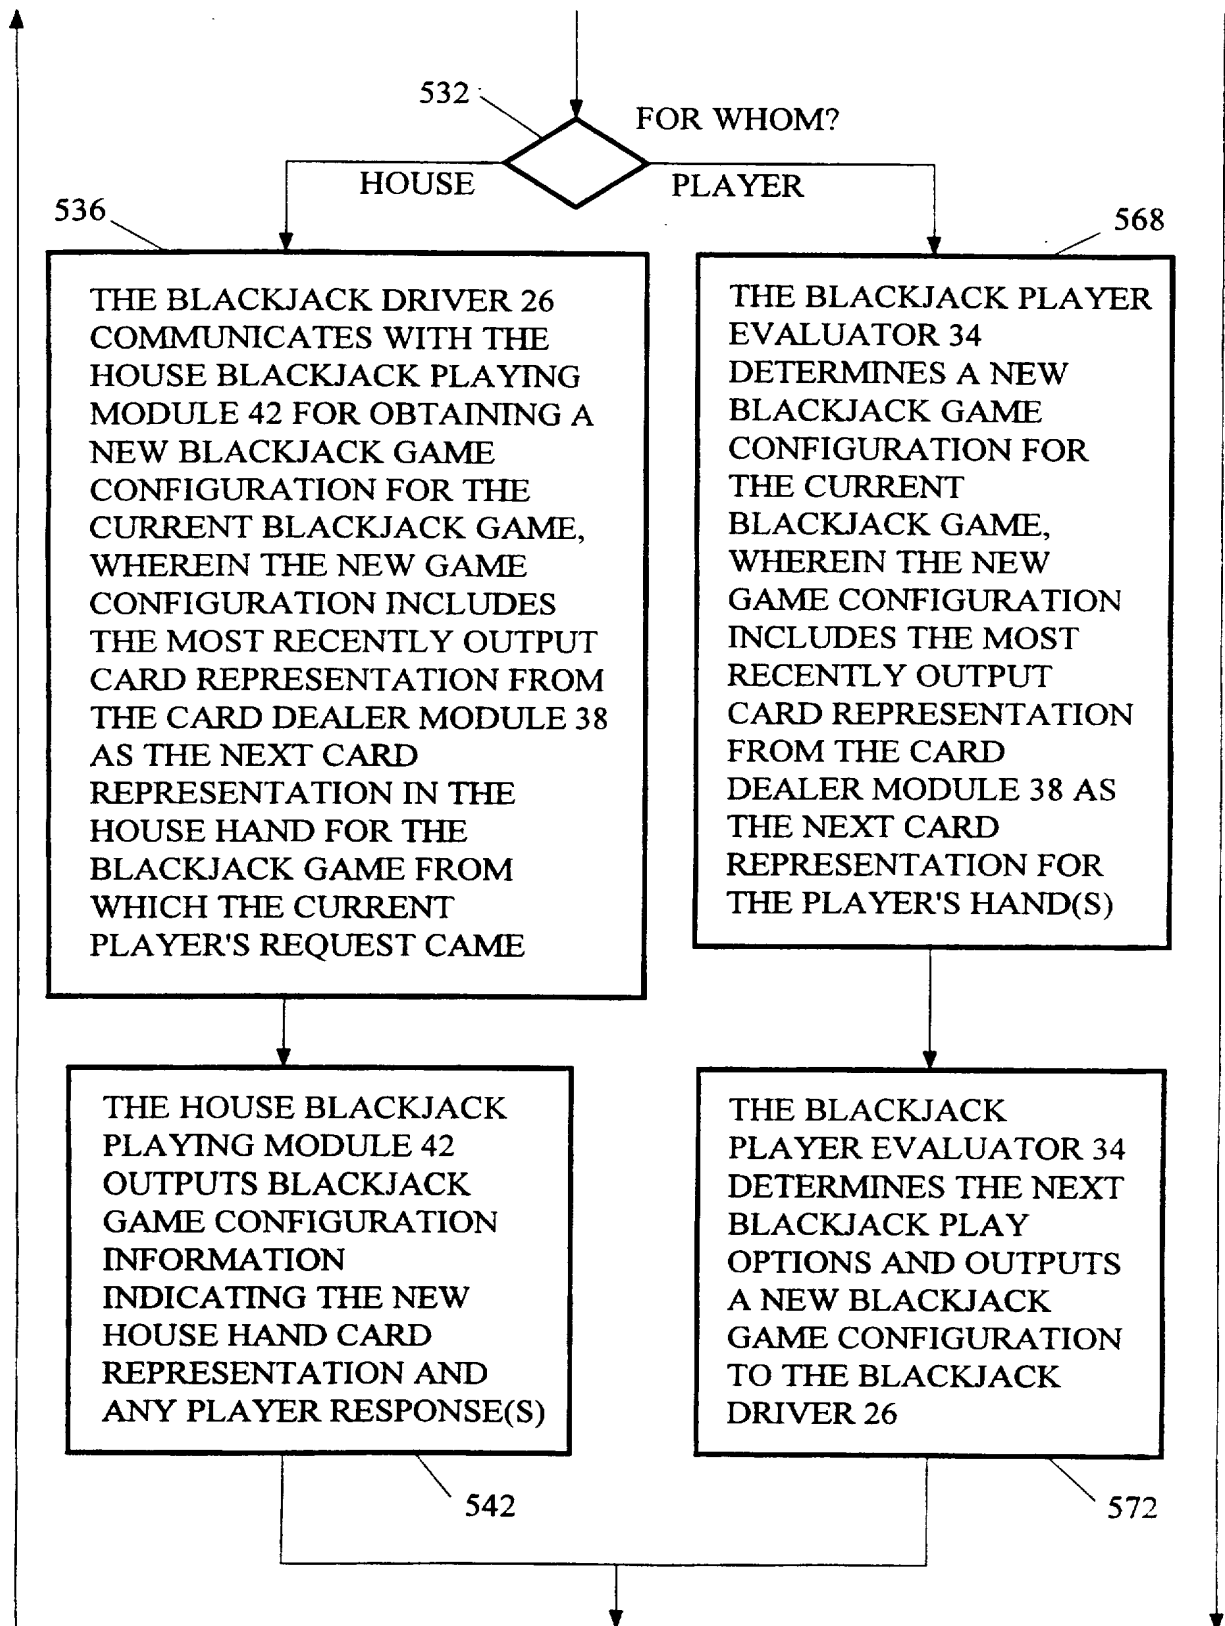 532
FOR WHOM?
HOUSE
PLAYER
536
568
THE BLACKJACK DRIVER 26
COMMUNICATES WITH THE
HOUSE BLACKJACK PLAYING
MODULE 42 FOR OBTAINING A
NEW BLACKJACK GAME
CONFIGURATION FOR THE
CURRENT BLACKJACK GAME,
WHEREIN THE NEW GAME
CONFIGURATION INCLUDES
THE MOST RECENTLY OUTPUT
CARD REPRESENTATION FROM
THE CARD DEALER MODULE 38
AS THE NEXT CARD
REPRESENTATION IN THE
HOUSE HAND FOR THE
BLACKJACK GAME FROM
WHICH THE CURRENT
PLAYER'S REQUEST CAME
THE BLACKJACK PLAYER
EVALUATOR 34
DETERMINES A NEW
BLACKJACK GAME
CONFIGURATION FOR
THE CURRENT
BLACKJACK GAME,
WHEREIN THE NEW
GAME CONFIGURATION
INCLUDES THE MOST
RECENTLY OUTPUT
CARD REPRESENTATION
FROM THE CARD
DEALER MODULE 38 AS
THE NEXT CARD
REPRESENTATION FOR
THE PLAYER'S HAND(S)
THE HOUSE BLACKJACK
PLAYING MODULE 42
OUTPUTS BLACKJACK
GAME CONFIGURATION
INFORMATION
INDICATING THE NEW
HOUSE HAND CARD
REPRESENTATION AND
ANY PLAYER RESPONSE(S)
THE BLACKJACK
PLAYER EVALUATOR 34
DETERMINES THE NEXT
BLACKJACK PLAY
OPTIONS AND OUTPUTS
A NEW BLACKJACK
GAME CONFIGURATION
TO THE BLACKJACK
DRIVER 26
542
572